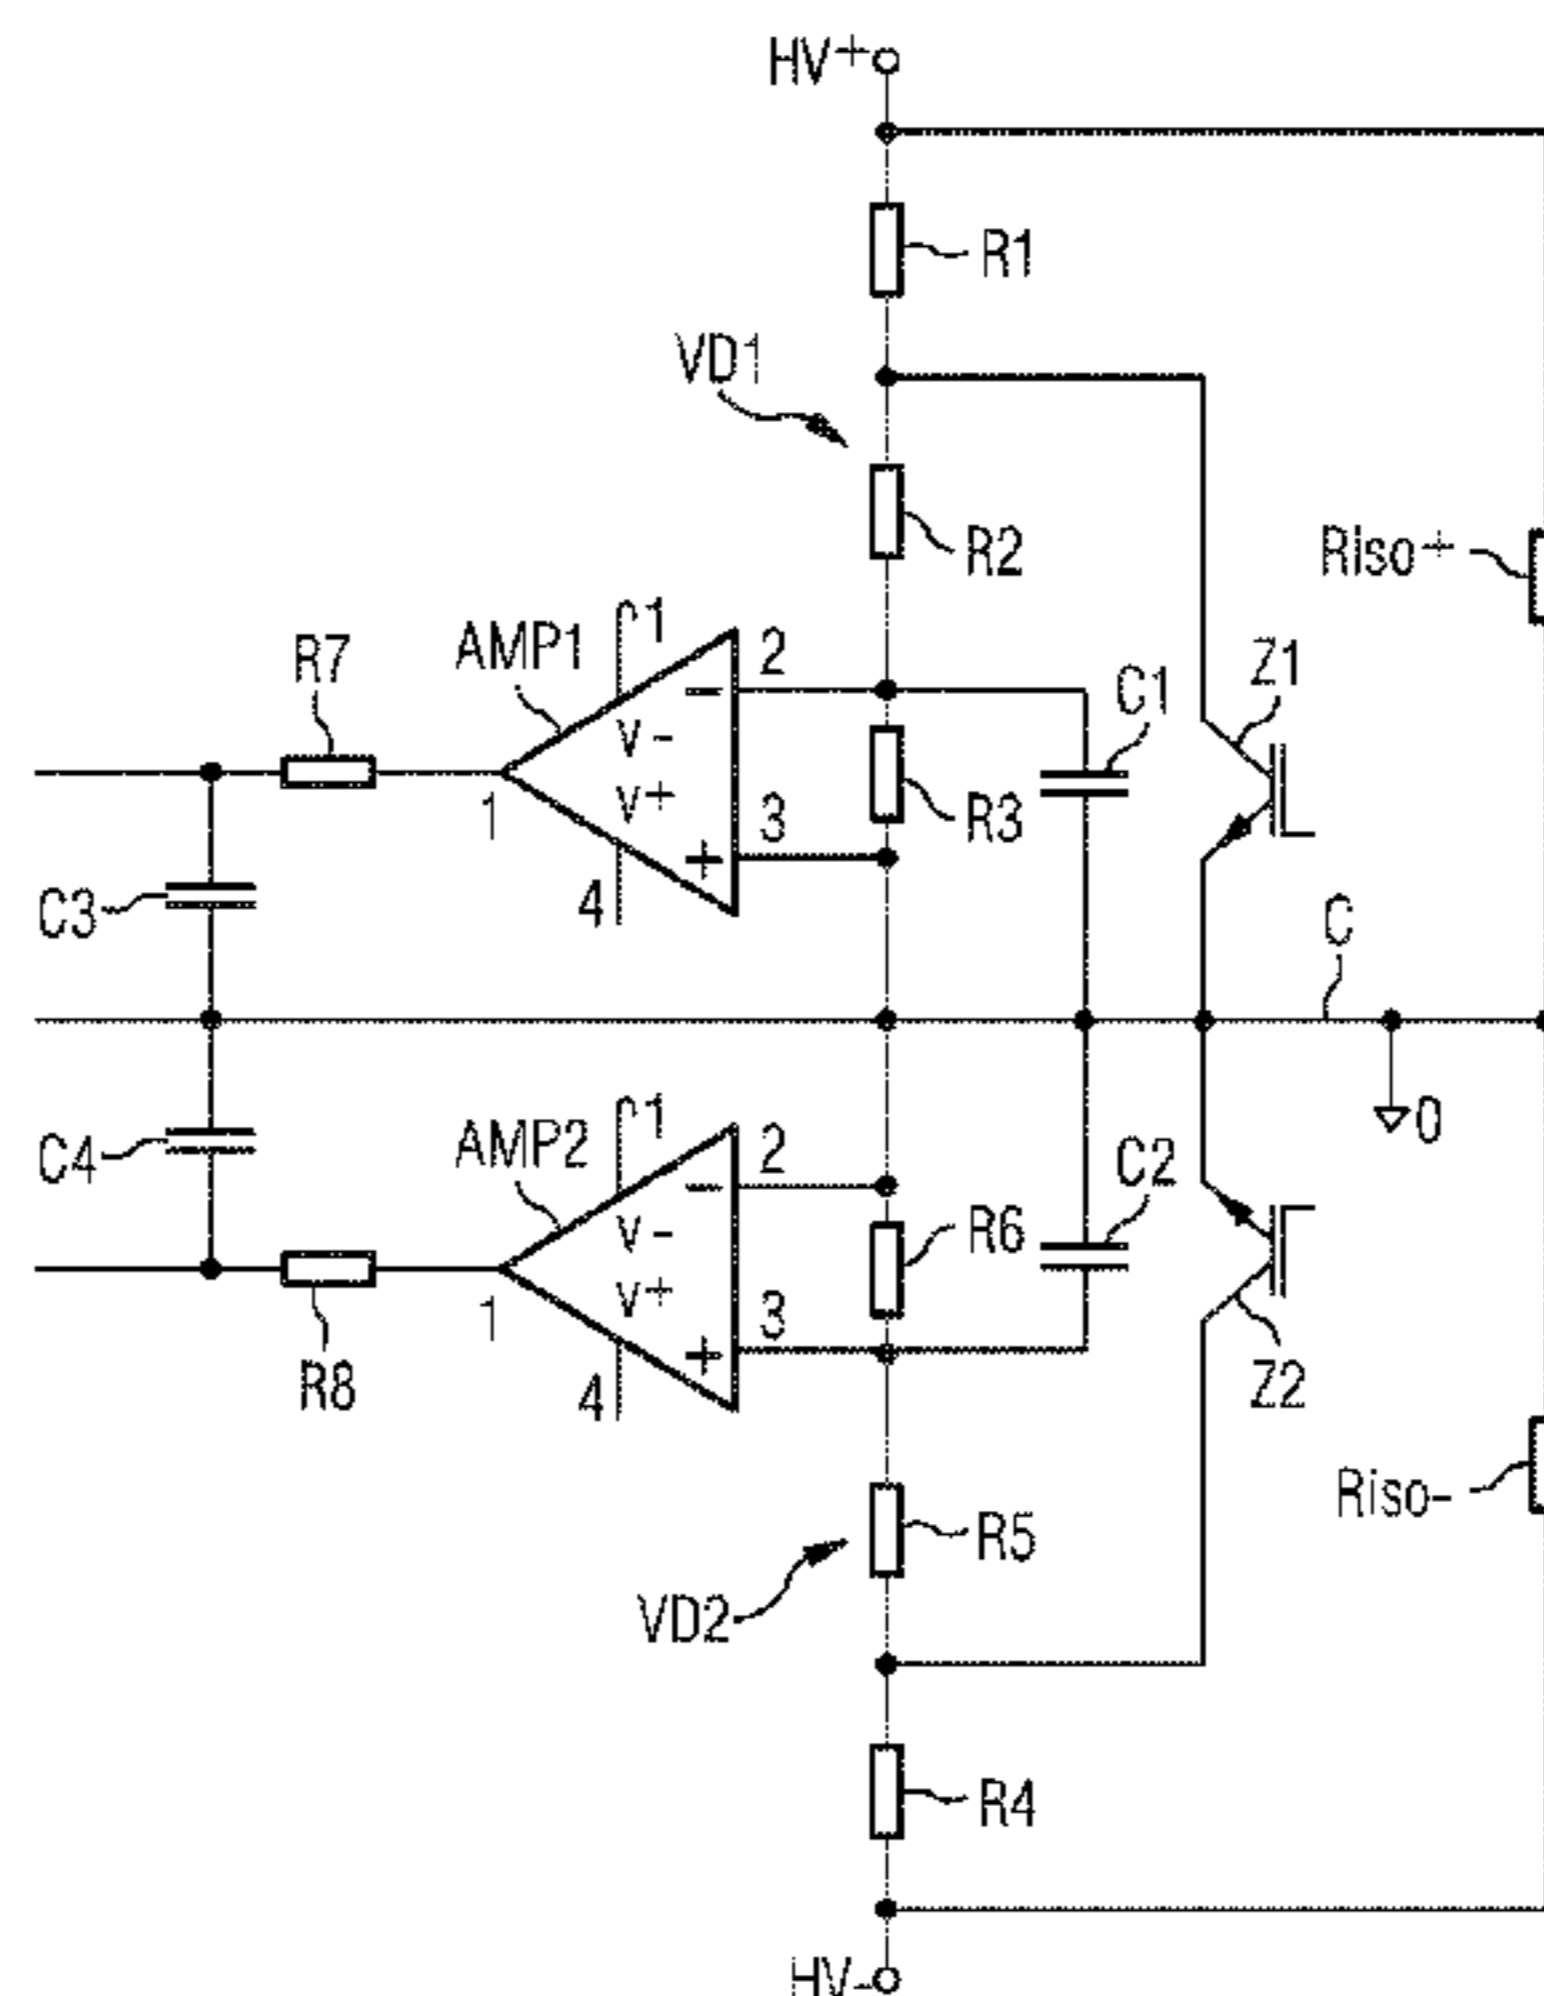 HV+
R1
VD1
R2
Riso+
AMP1
1
2
R7
V-
V+
C1
Z1
1
3
R3
4
C3
C
0
AMP2
1
2
C4
V-
V+
R6
C2
1
3
R8
4
Z2
Riso-
R5
VD2
R4
HV-